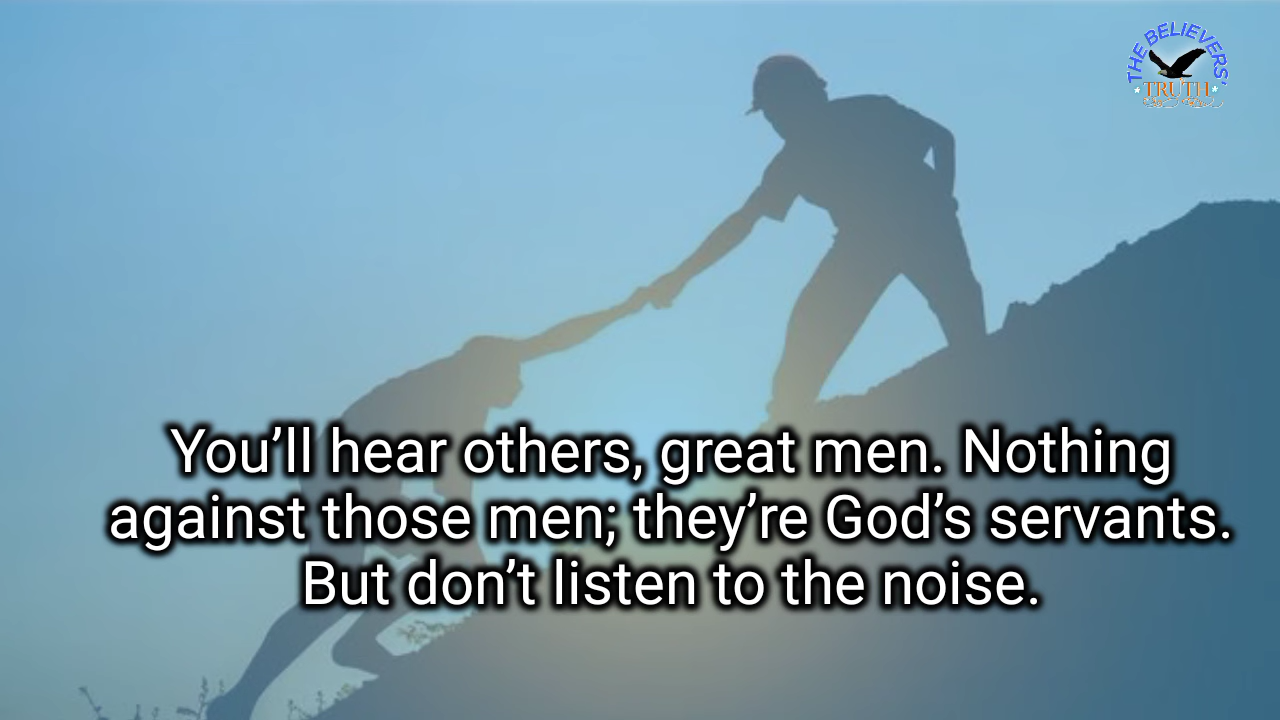 THE BELIEVERS'
TRUTH
You’ll hear others, great men. Nothing
against those men; they’re God’s servants.
But don’t listen to the noise.